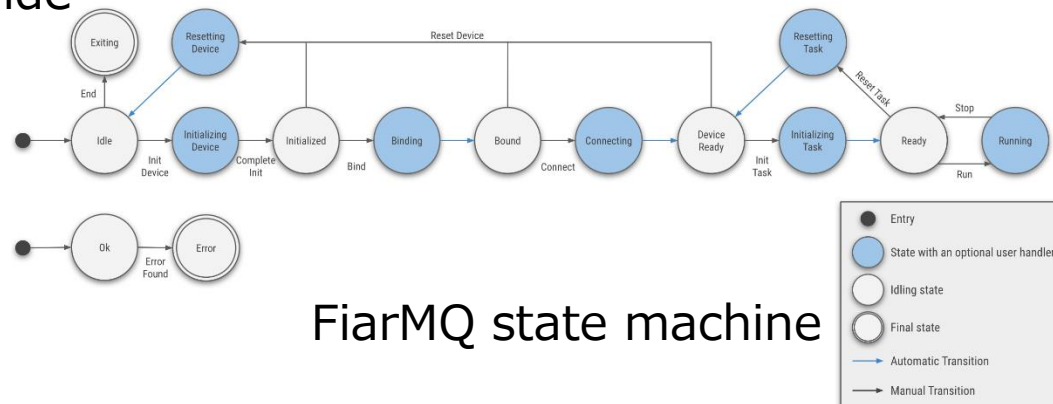 Exiting
Resetting
Device
Reset Device
Resetting
Task
End
Reset Task
Stop
Idle
Initializing
Device
Initialized
Binding
Bound
Connecting
Device
Ready
Initializing
Task
Ready
Running
Init
Device
Complete
Init
Bind
Connect
Init
Task
Run
Ok
Error
Error
Found
Entry
State with an optional user handler
Idling state
Final state
Automatic Transition
Manual Transition
FiarMQ state machine